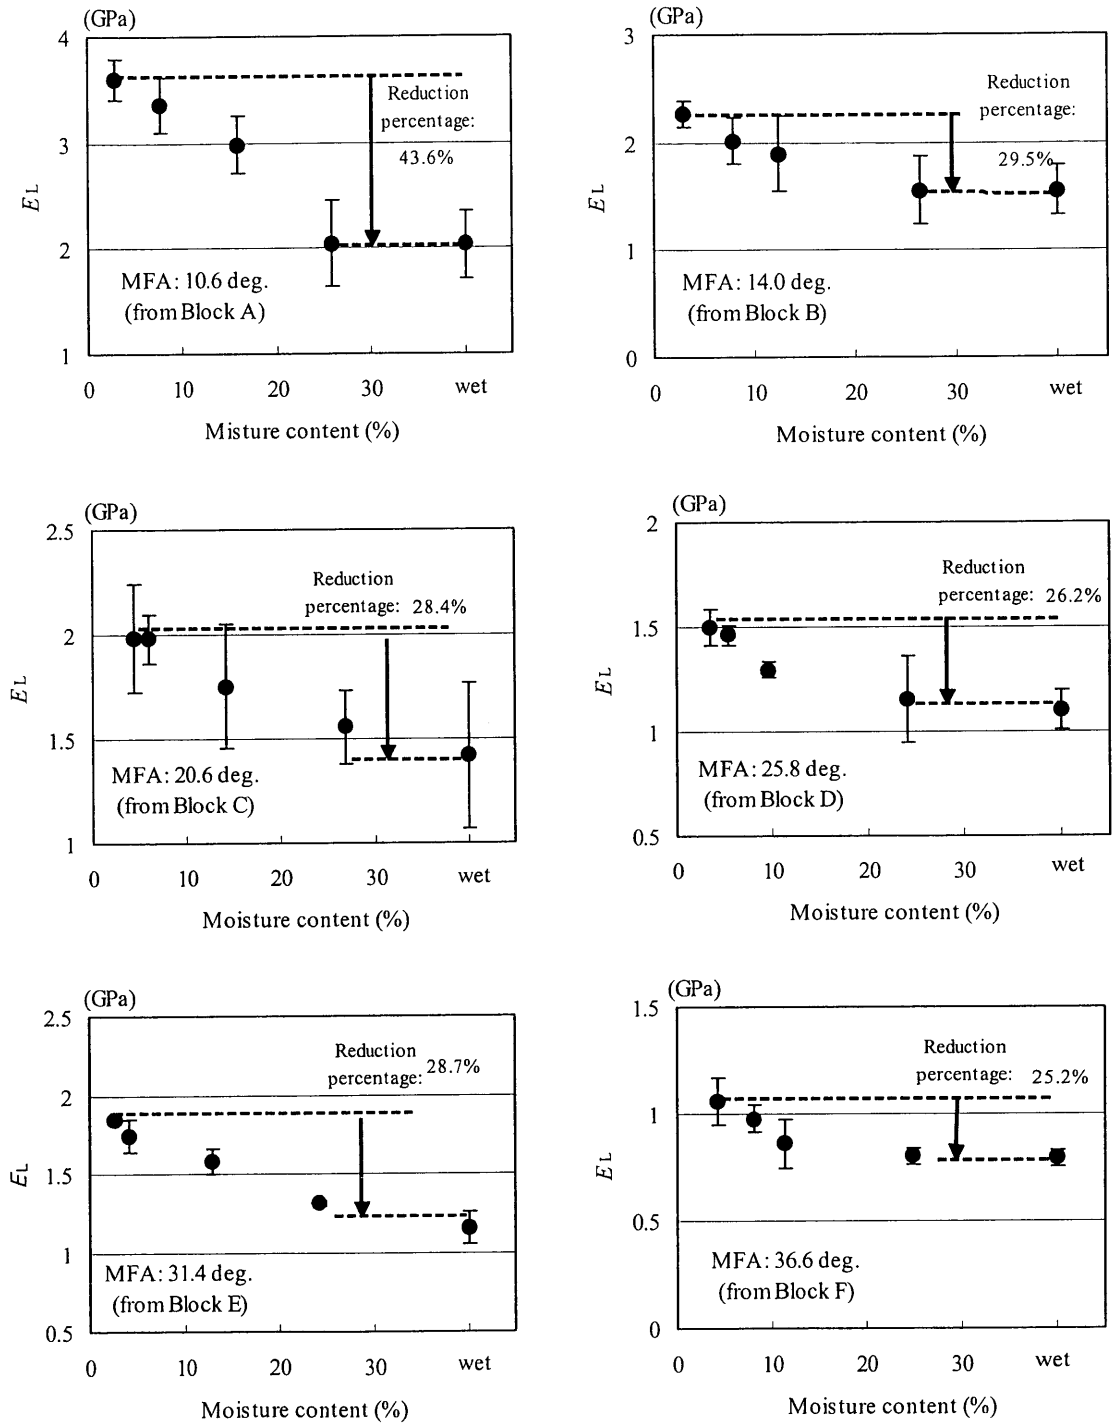 (GPa)
4
3
2
1
EL
Reduction
percentage:
43.6%
MFA: 10.6 deg.
(from Block A)
0 10 20 30 wet
Misture content (%)
(GPa)
3
2
1
0
EL
Reduction
percentage:
29.5%
MFA: 14.0 deg.
(from Block B)
0 10 20 30 wet
Moisture content (%)
(GPa)
2.5
2
1.5
1
EL
Reduction
percentage: 28.4%
MFA: 20.6 deg.
(from Block C)
0 10 20 30 wet
Moisture content (%)
(GPa)
2
1.5
1
0.5
EL
Reduction
percentage: 26.2%
MFA: 25.8 deg.
(from Block D)
0 10 20 30 wet
Moisture content (%)
(GPa)
2.5
2
1.5
1
0.5
EL
Reduction
percentage: 28.7%
MFA: 31.4 deg.
(from Block E)
0 10 20 30 wet
Moisture content (%)
(GPa)
1.5
1
0.5
0
EL
Reduction
percentage: 25.2%
MFA: 36.6 deg.
(from Block F)
0 10 20 30 wet
Moisture content (%)